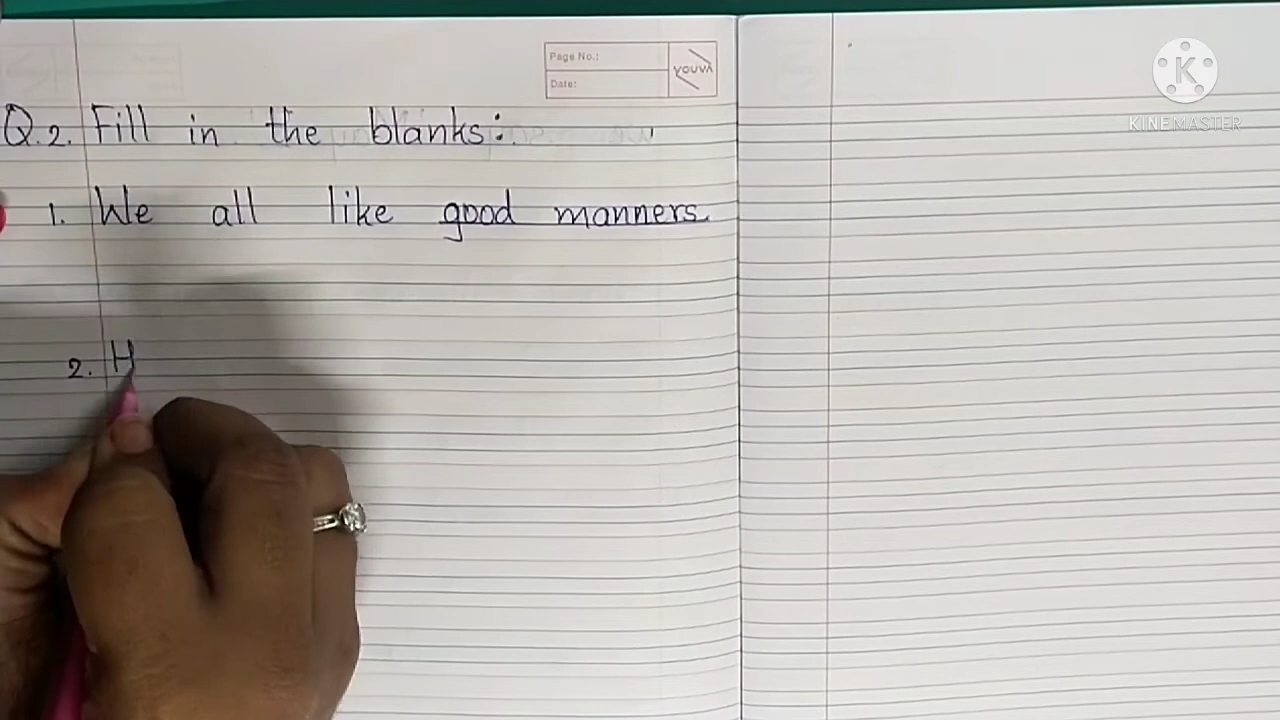 Page No.:
Date:
YOUVA
K
KINEMASTER
Q.2. Fill in the blanks:
1. We all like good manners.
2. H